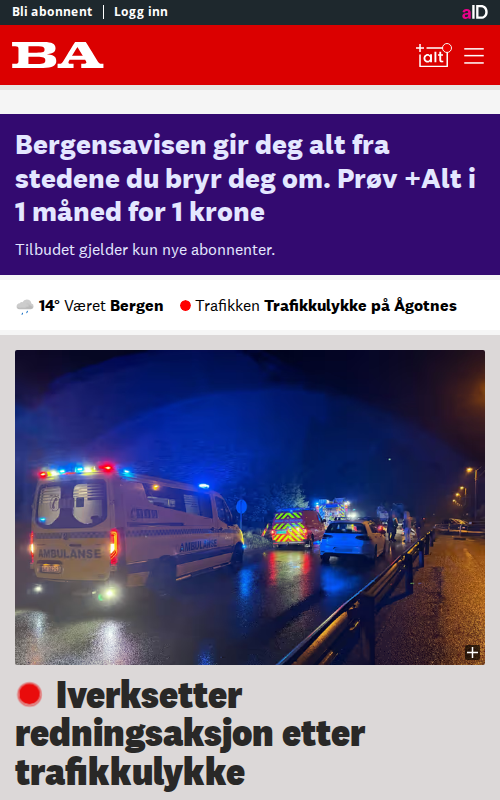 Bli abonnent
Logg inn
aID
BA
+alt
Bergensavisen gir deg alt fra
stedene du bryr deg om. Prøv +Alt i
1 måned for 1 krone
Tilbudet gjelder kun nye abonnenter.
14° Været Bergen
Trafikken Trafikkulykke på Ågotnes
AMBULANSE
AMBULANSE
Iverksetter
redningsaksjon etter
trafikkulykke